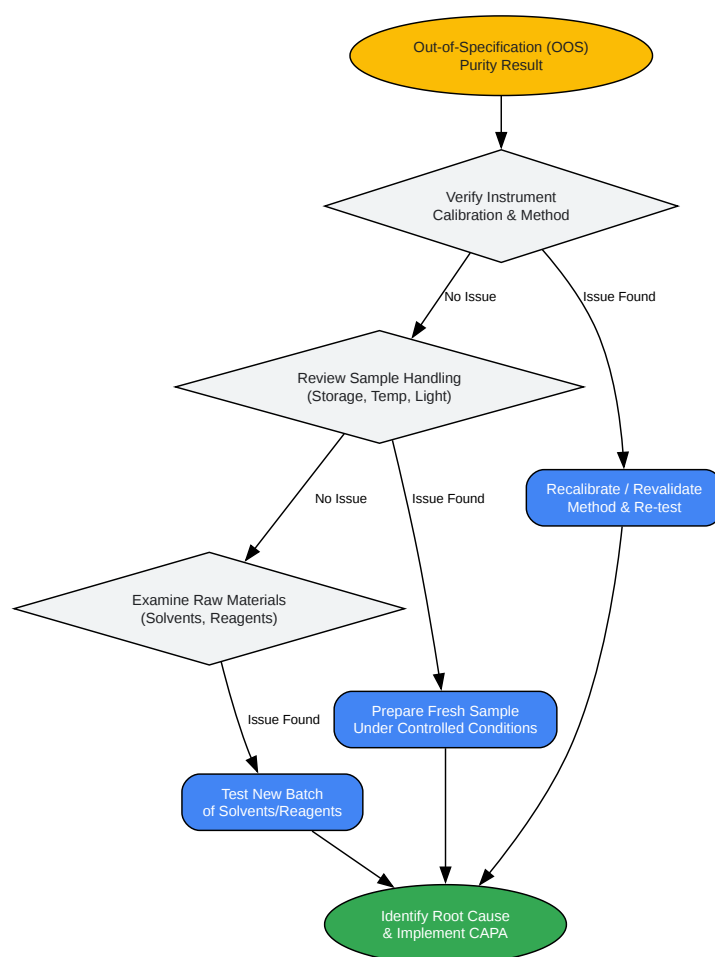 Out-of-Specification (OOS)
Purity Result
Verify Instrument
Calibration & Method
No Issue
Issue Found
Review Sample Handling
(Storage, Temp, Light)
Recalibrate / Revalidate
Method & Re-test
No Issue
Issue Found
Examine Raw Materials
(Solvents, Reagents)
Issue Found
Prepare Fresh Sample
Under Controlled Conditions
Test New Batch
of Solvents/Reagents
Identify Root Cause
& Implement CAPA